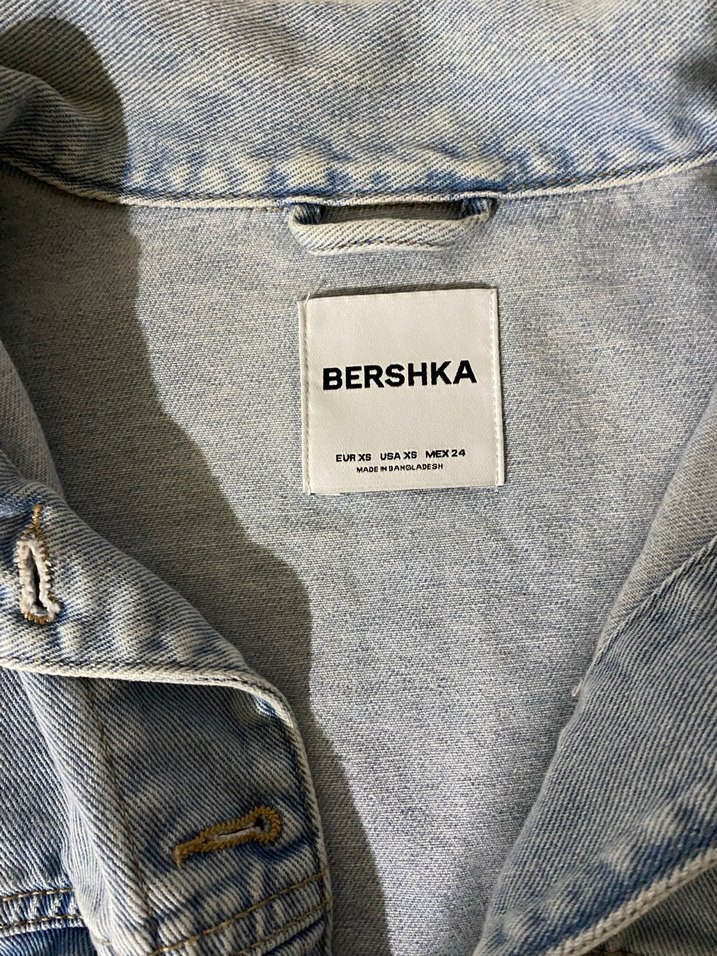 BERSHKA
EUR XS USA XS MEX 24
MADE IN BANGLADESH